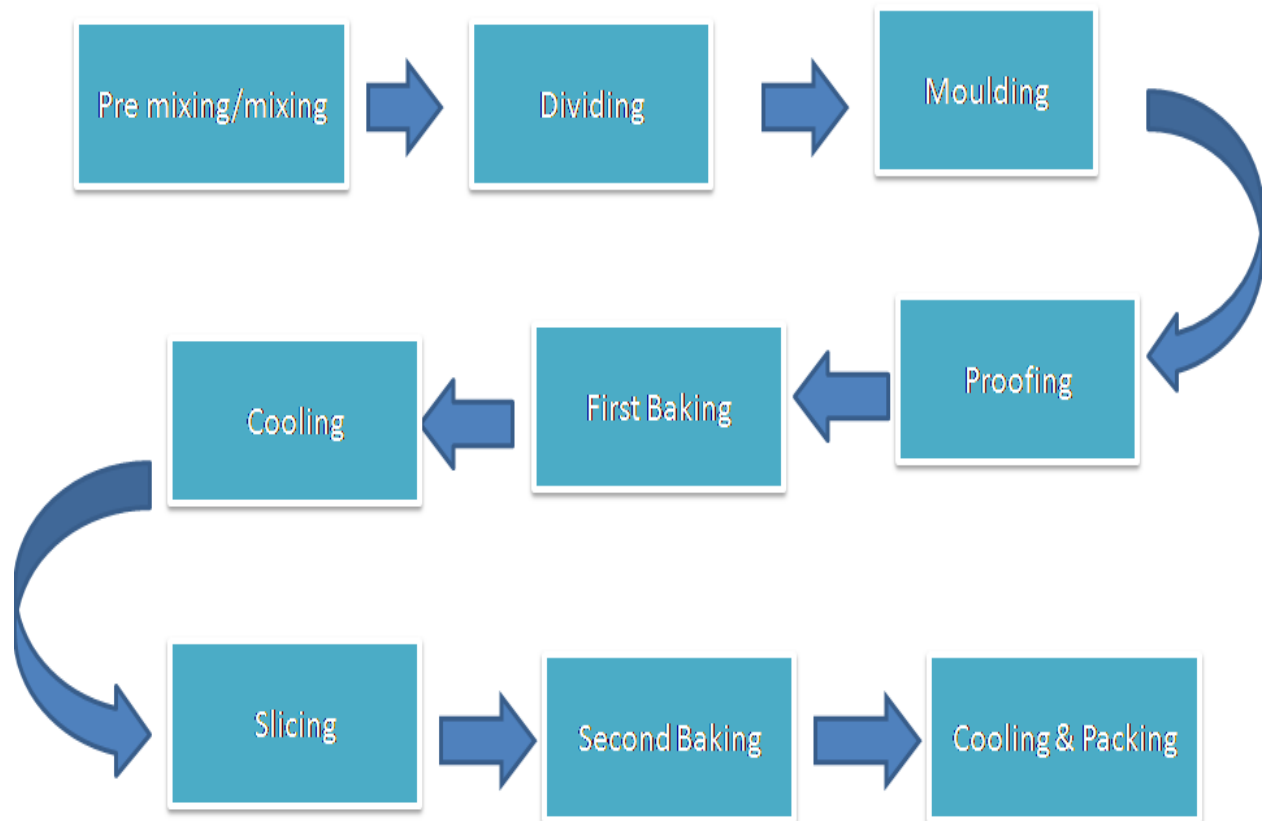 Pre mixing/mixing
Dividing
Moulding
Proofing
First Baking
Cooling
Slicing
Second Baking
Cooling & Packing